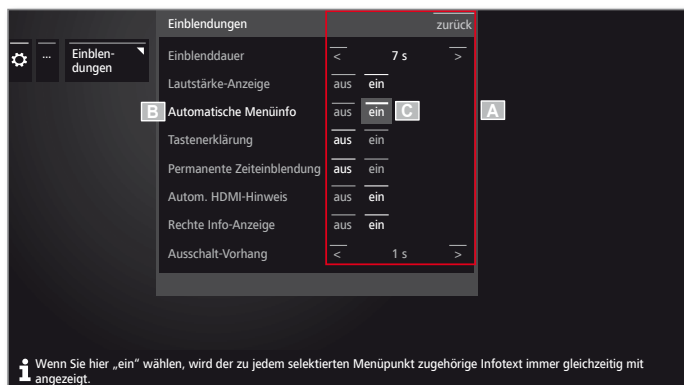 Einblendungen zurück
... Einblen-
dungen
Einblenddauer < 7 s >
Lautstärke-Anzeige aus ein
B Automatische Menüinfo aus ein C A
Tastenerklärung aus ein
Permanente Zeiteinblendung aus ein
Autom. HDMI-Hinweis aus ein
Rechte Info-Anzeige aus ein
Ausschalt-Vorhang < 1 s >
i Wenn Sie hier „ein“ wählen, wird der zu jedem selektierten Menüpunkt zugehörige Infotext immer gleichzeitig mit
angezeigt.